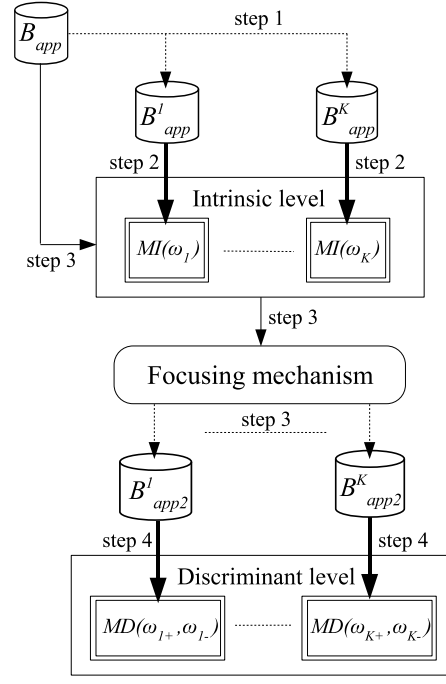 B_app
step 1
B^1_app
B^K_app
step 2
step 2
Intrinsic level
MI(ω_1)
MI(ω_K)
step 3
step 3
Focusing mechanism
step 3
B^1_app2
B^K_app2
step 4
step 4
Discriminant level
MD(ω_1+,ω_1-)
MD(ω_K+,ω_K-)